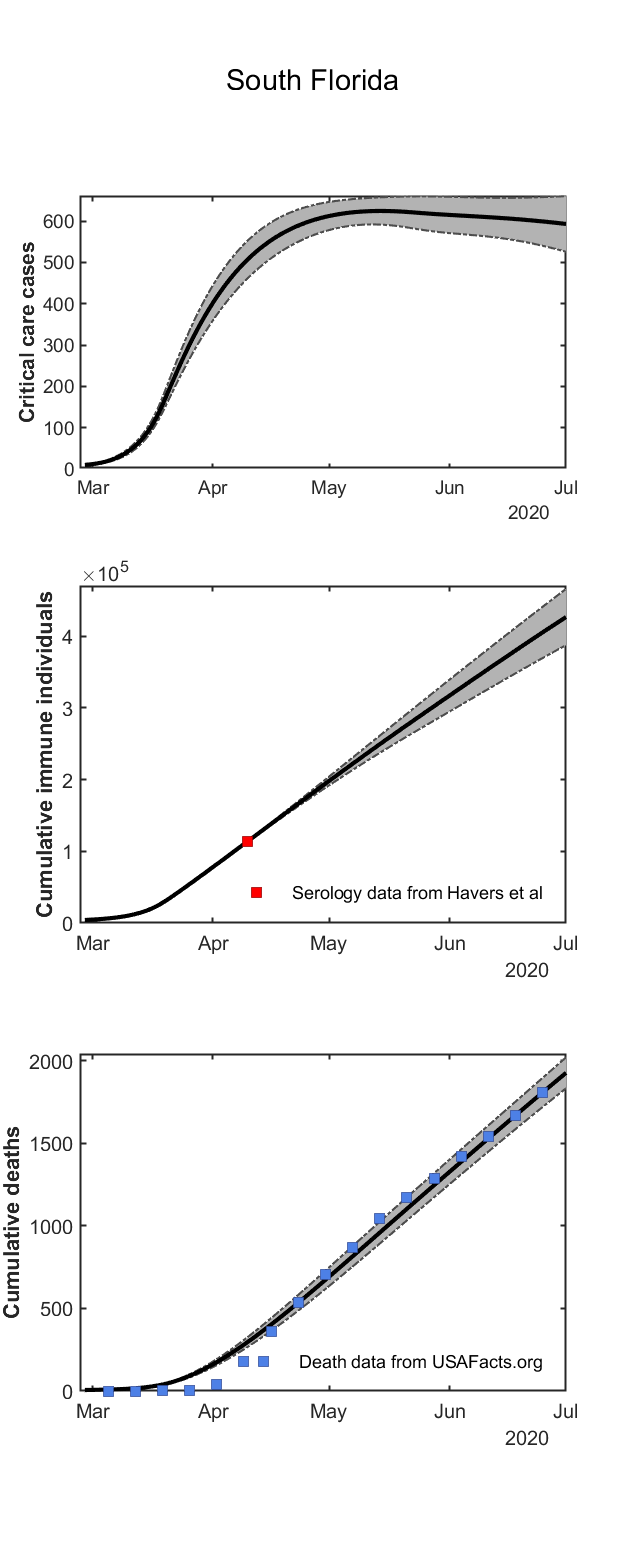 South Florida
Critical care cases
600
500
400
300
200
100
0
Mar Apr May Jun Jul
2020
×10^5
Cumulative immune individuals
4
3
2
1
0
Serology data from Havers et al
Mar Apr May Jun Jul
2020
Cumulative deaths
2000
1500
1000
500
0
Death data from USAFacts.org
Mar Apr May Jun Jul
2020